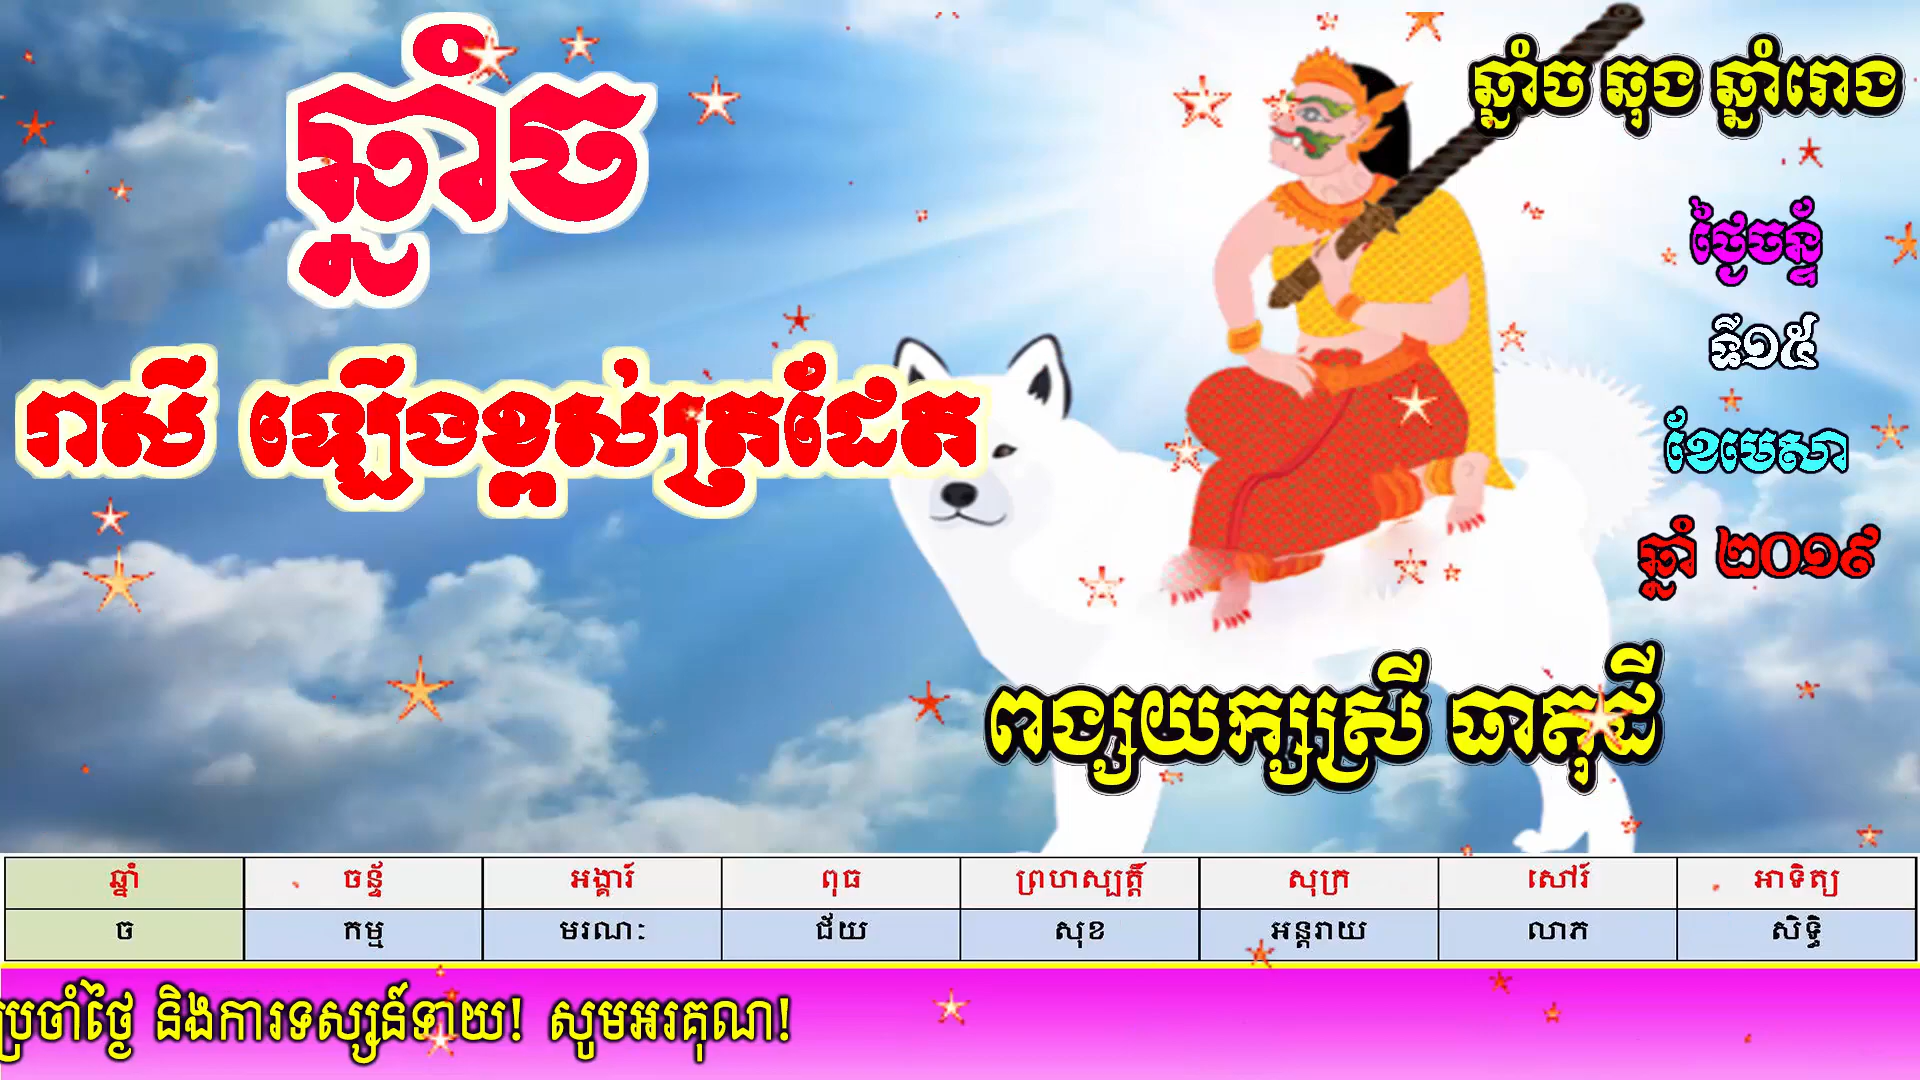 ឆ្នាំច
រាសី ឡើងខ្ពស់ត្រដែត
ឆ្នាំច ឆុង ឆ្នាំរោង
ថ្ងៃចន្ទ័
ទី១៥
ខែមេសា
ឆ្នាំ ២០១៩
ពង្សយក្សស្រី ធាតុដី
ឆ្នាំ ចន្ទ័ អង្គារ៍ ពុធ ព្រហស្បត្តិ៍ សុក្រ សៅរ៍ អាទិត្យ
ច កម្ម មរណៈ ជ័យ សុខ អន្តរាយ លាភ សិទ្ធិ
ប្រចាំថ្ងៃ និងការទស្សន៍ទាយ! សូមអរគុណ!